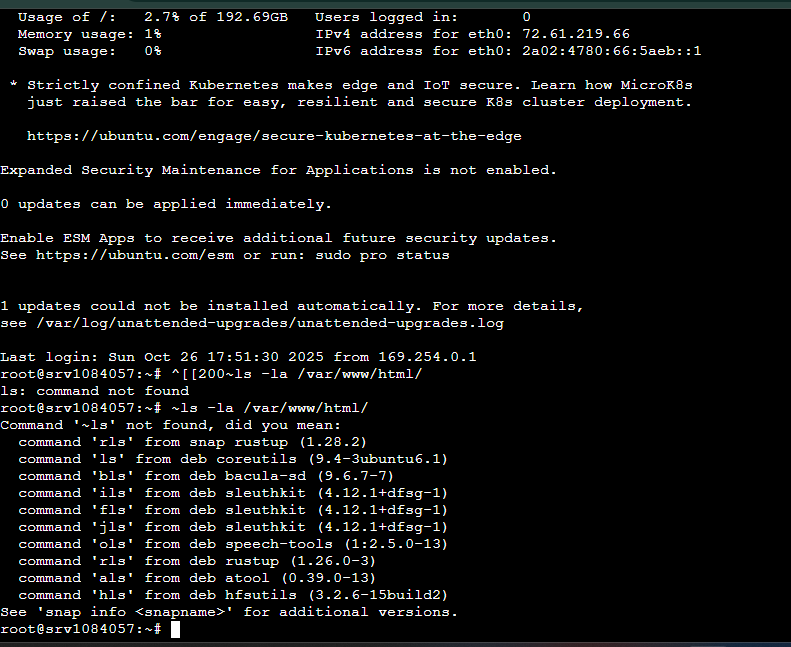 Usage of /:   2.7% of 192.69GB   Users logged in:       0
Memory usage: 1%                 IPv4 address for eth0: 72.61.219.66
Swap usage:   0%                 IPv6 address for eth0: 2a02:4780:66:5aeb::1
* Strictly confined Kubernetes makes edge and IoT secure. Learn how MicroK8s
just raised the bar for easy, resilient and secure K8s cluster deployment.
https://ubuntu.com/engage/secure-kubernetes-at-the-edge
Expanded Security Maintenance for Applications is not enabled.
0 updates can be applied immediately.
Enable ESM Apps to receive additional future security updates.
See https://ubuntu.com/esm or run: sudo pro status
1 updates could not be installed automatically. For more details,
see /var/log/unattended-upgrades/unattended-upgrades.log
Last login: Sun Oct 26 17:51:30 2025 from 169.254.0.1
root@srv1084057:~# ^[[200~ls -la /var/www/html/
ls: command not found
root@srv1084057:~# ~ls -la /var/www/html/
Command '~ls' not found, did you mean:
command 'rls' from snap rustup (1.28.2)
command 'ls' from deb coreutils (9.4-3ubuntu6.1)
command 'bls' from deb bacula-sd (9.6.7-7)
command 'ils' from deb sleuthkit (4.12.1+dfsg-1)
command 'fls' from deb sleuthkit (4.12.1+dfsg-1)
command 'jls' from deb sleuthkit (4.12.1+dfsg-1)
command 'ols' from deb speech-tools (1:2.5.0-13)
command 'rls' from deb rustup (1.26.0-3)
command 'als' from deb atool (0.39.0-13)
command 'hls' from deb hfsutils (3.2.6-15build2)
See 'snap info <snapname>' for additional versions.
root@srv1084057:~#